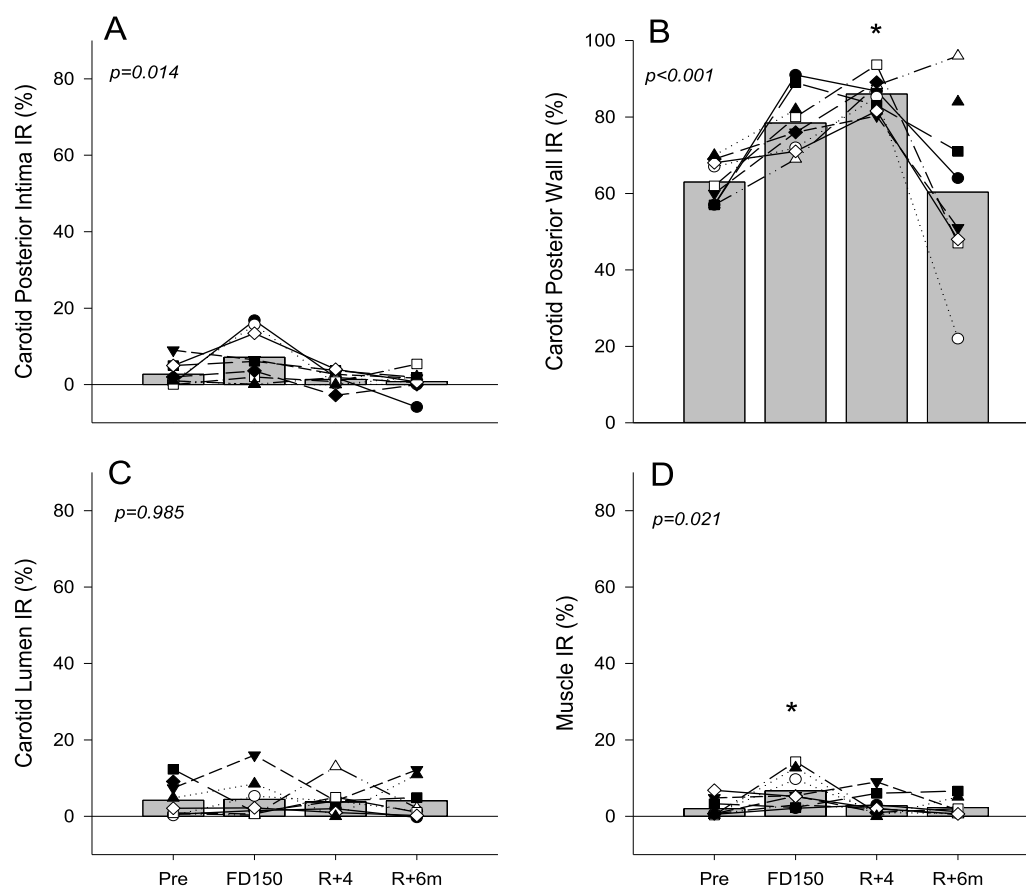 A
p=0.014
Carotid Posterior Intima IR (%)
80
60
40
20
0
B
*
p<0.001
Carotid Posterior Wall IR (%)
100
80
60
40
20
0
C
p=0.985
Carotid Lumen IR (%)
80
60
40
20
0
Pre FD150 R+4 R+6m
D
p=0.021
Muscle IR (%)
80
60
40
20
0
*
Pre FD150 R+4 R+6m